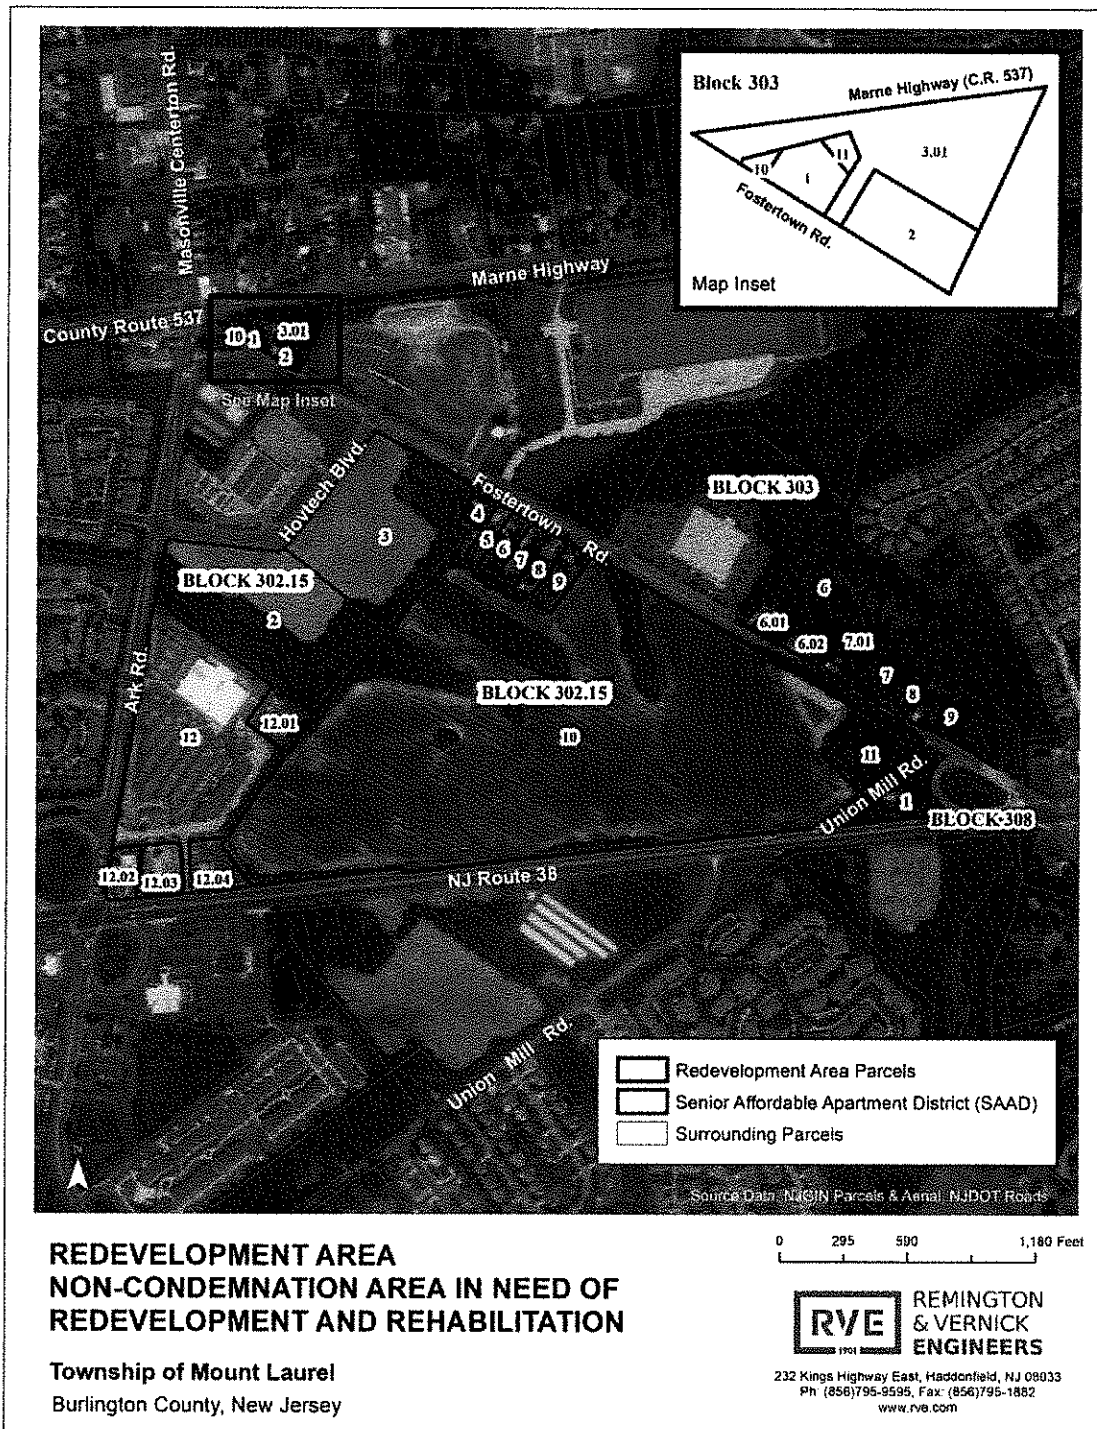 Block 303
Marne Highway (C.R. 537)
3.01
11
10
1
2
Fostertown Rd.
Map Inset
Masonville Centerton Rd.
Marne Highway
County Route 537
10
1
3.01
2
See Map Inset
Hovtech Blvd.
Fostertown Rd.
BLOCK 303
4
5
6
7
8
9
3
BLOCK 302.15
2
6
6.01
6.02
7.01
7
8
9
Ark Rd.
12
12.01
BLOCK 302.15
10
11
Union Mill Rd.
1
BLOCK 308
12.02
12.03
12.04
NJ Route 38
Union Mill Rd.
Redevelopment Area Parcels
Senior Affordable Apartment District (SAAD)
Surrounding Parcels
Source Data: NJGIN Parcels & Aerial, NJDOT Roads
REDEVELOPMENT AREA
NON-CONDEMNATION AREA IN NEED OF
REDEVELOPMENT AND REHABILITATION
Township of Mount Laurel
Burlington County, New Jersey
0 295 590 1,180 Feet
RVE
1901
REMINGTON
& VERNICK
ENGINEERS
232 Kings Highway East, Haddonfield, NJ 08033
Ph: (856)795-9595, Fax: (856)795-1882
www.rve.com